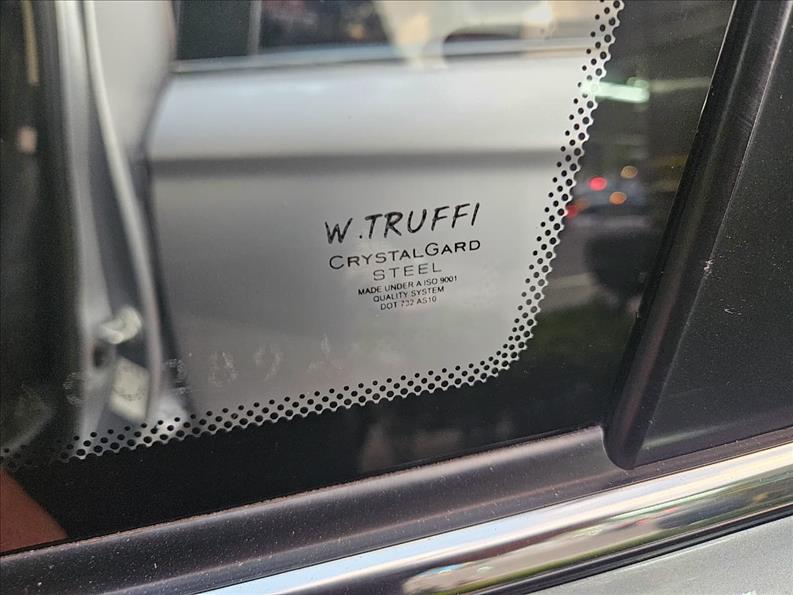 W.TRUFFI
CRYSTALGARD
STEEL
MADE UNDER A ISO 9001
QUALITY SYSTEM
DOT 732 AS10